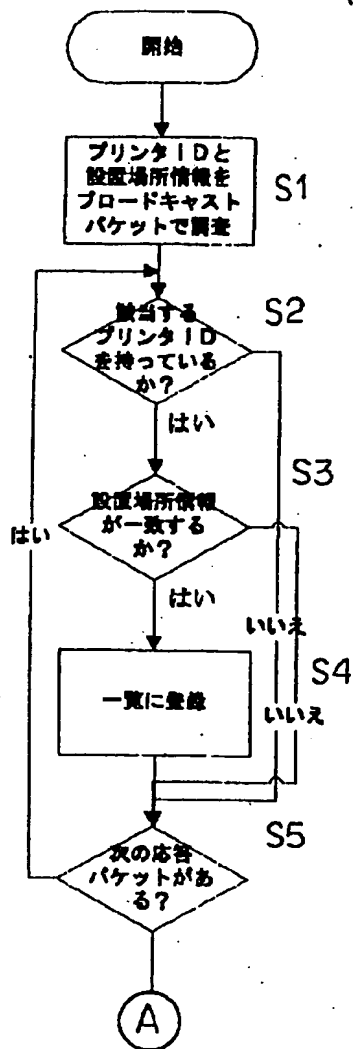 開始
プリンタIDと
設置場所情報を
ブロードキャスト
パケットで調査
S1
S2
該当する
プリンタID
を持っている
か?
はい
S3
設置場所情報
が一致する
か?
はい
はい
いいえ
S4
一覧に登録
いいえ
S5
次の応答
パケットがあ
る?
A